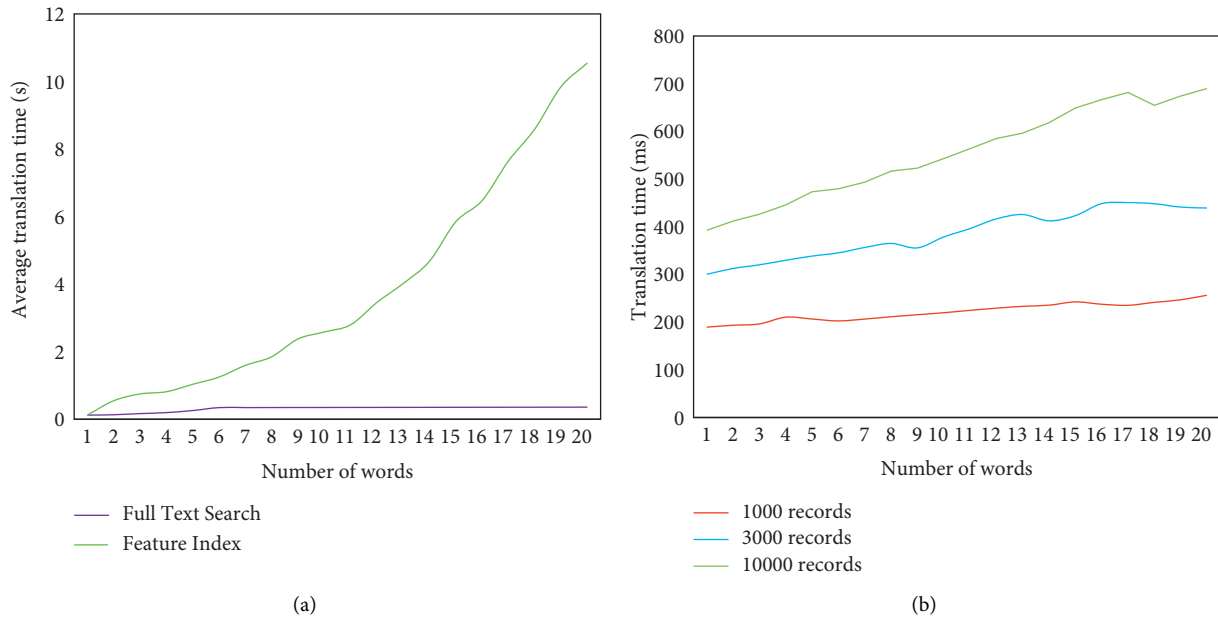 12
10
8
6
4
2
0
Average translation time (s)
1 2 3 4 5 6 7 8 9 10 11 12 13 14 15 16 17 18 19 20
Number of words
Full Text Search
Feature Index
(a)
800
700
600
500
400
300
200
100
0
Translation time (ms)
1 2 3 4 5 6 7 8 9 10 11 12 13 14 15 16 17 18 19 20
Number of words
1000 records
3000 records
10000 records
(b)